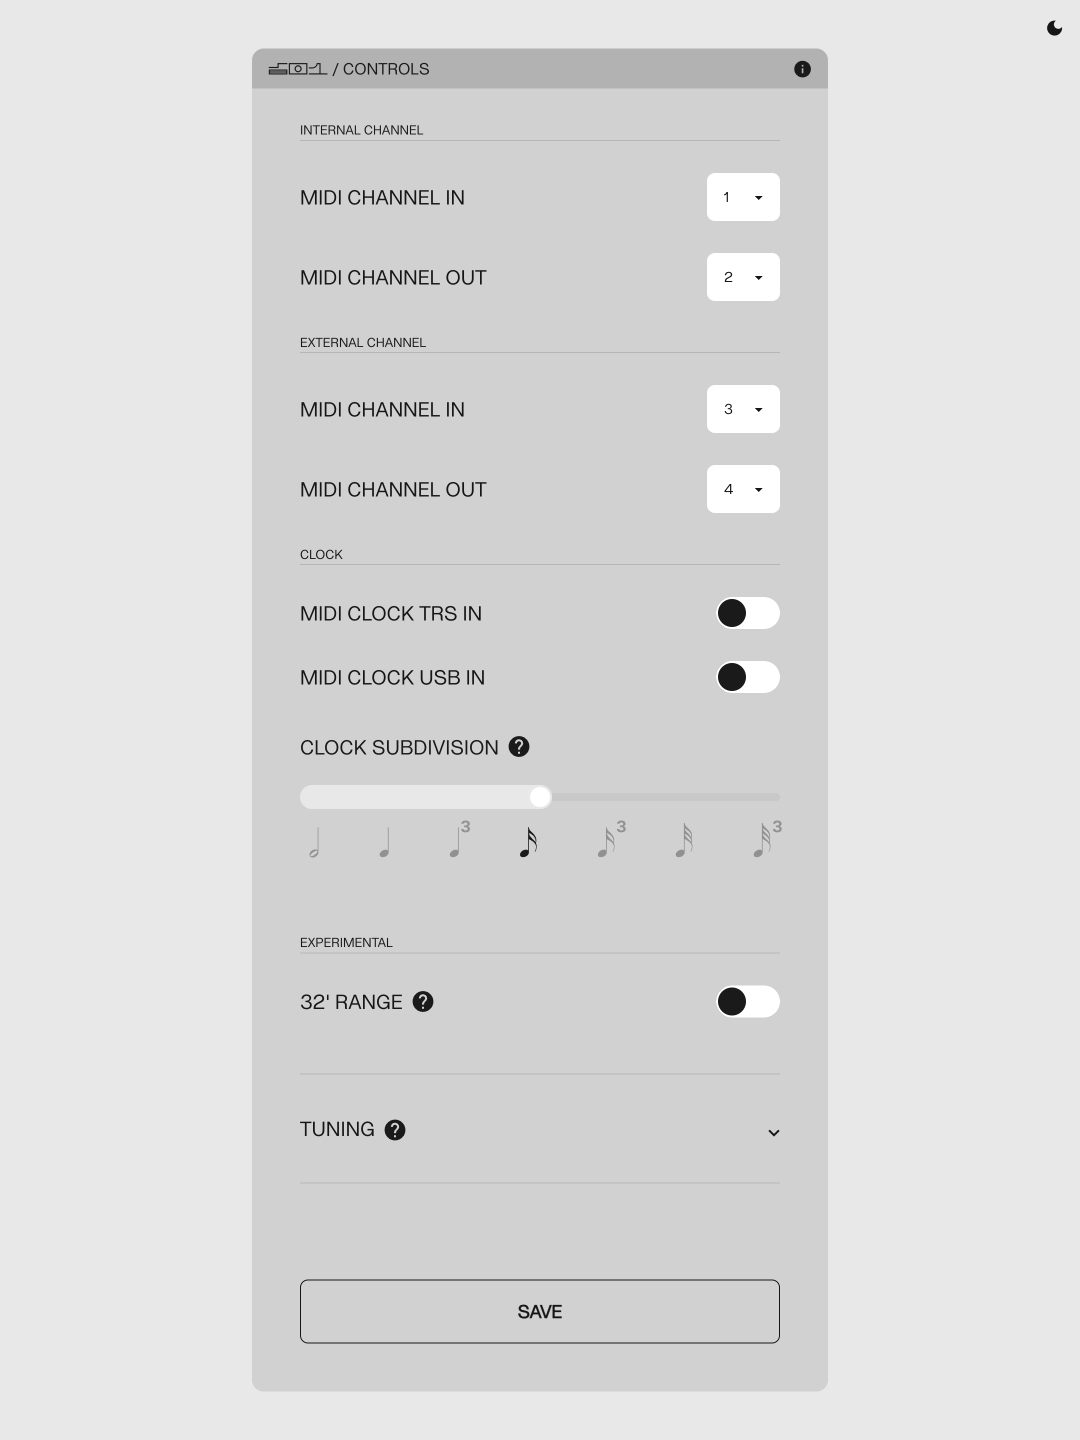 / CONTROLS
INTERNAL CHANNEL
MIDI CHANNEL IN
1
MIDI CHANNEL OUT
2
EXTERNAL CHANNEL
MIDI CHANNEL IN
3
MIDI CHANNEL OUT
4
CLOCK
MIDI CLOCK TRS IN
MIDI CLOCK USB IN
CLOCK SUBDIVISION ?
3 3 3
EXPERIMENTAL
32' RANGE ?
TUNING ?
SAVE